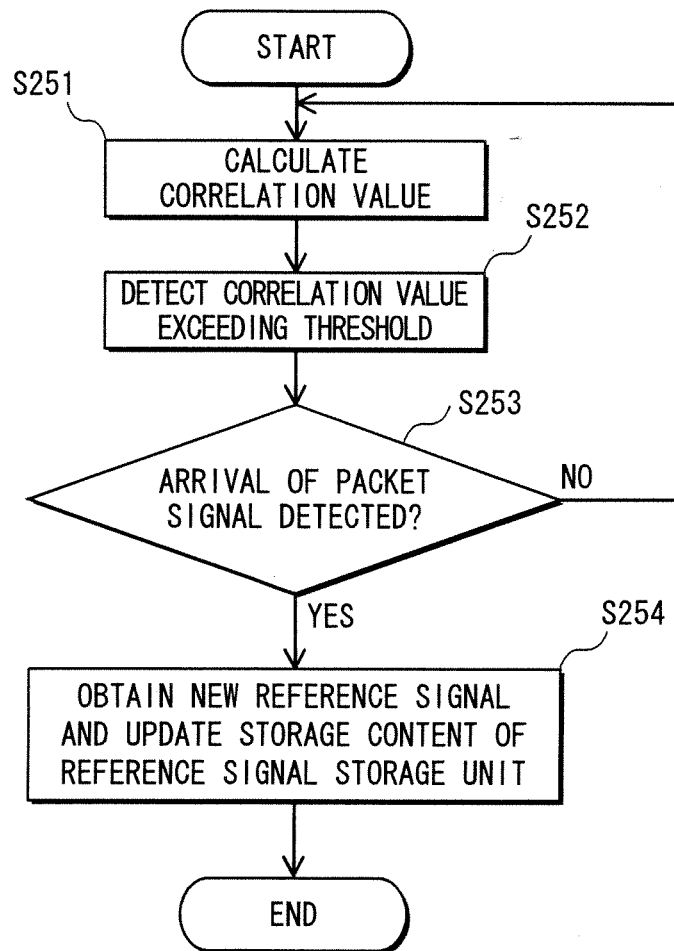 START
S251
CALCULATE
CORRELATION VALUE
S252
DETECT CORRELATION VALUE
EXCEEDING THRESHOLD
S253
ARRIVAL OF PACKET
SIGNAL DETECTED?
NO
YES
S254
OBTAIN NEW REFERENCE SIGNAL
AND UPDATE STORAGE CONTENT OF
REFERENCE SIGNAL STORAGE UNIT
END